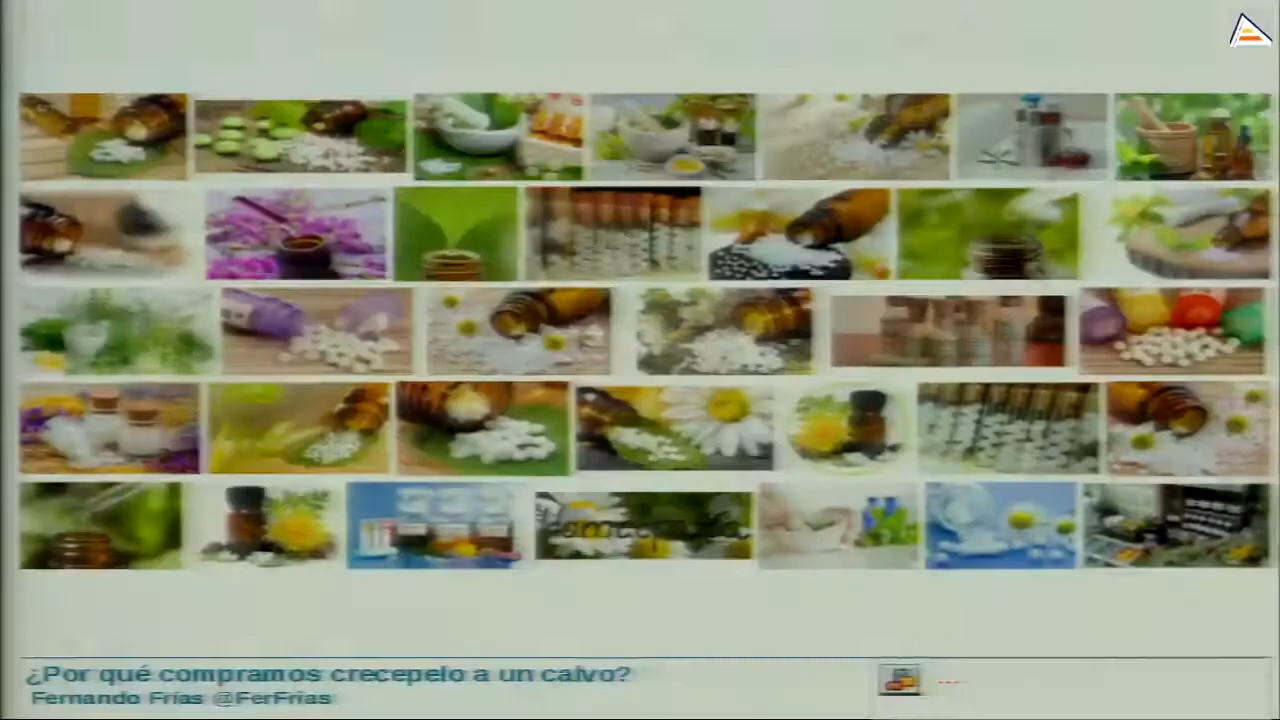 ¿Por qué compramos crecepelo a un calvo?
Fernando Frías @FerFrias